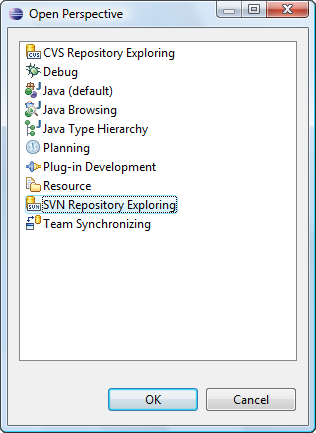 Open Perspective
CVS Repository Exploring
Debug
Java (default)
Java Browsing
Java Type Hierarchy
Planning
Plug-in Development
Resource
SVN Repository Exploring
Team Synchronizing
OK
Cancel